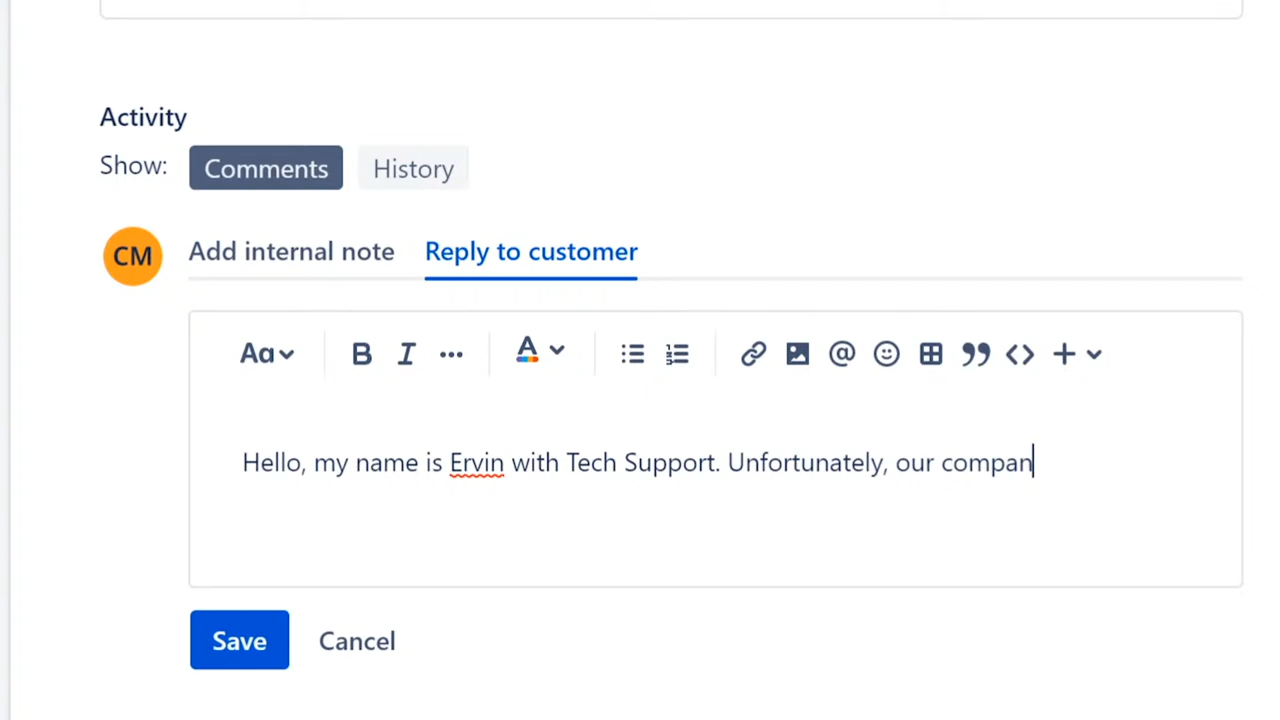 Activity
Show: Comments History
CM Add internal note Reply to customer
Aa B I ... A @ +
Hello, my name is Ervin with Tech Support. Unfortunately, our compan
Save Cancel